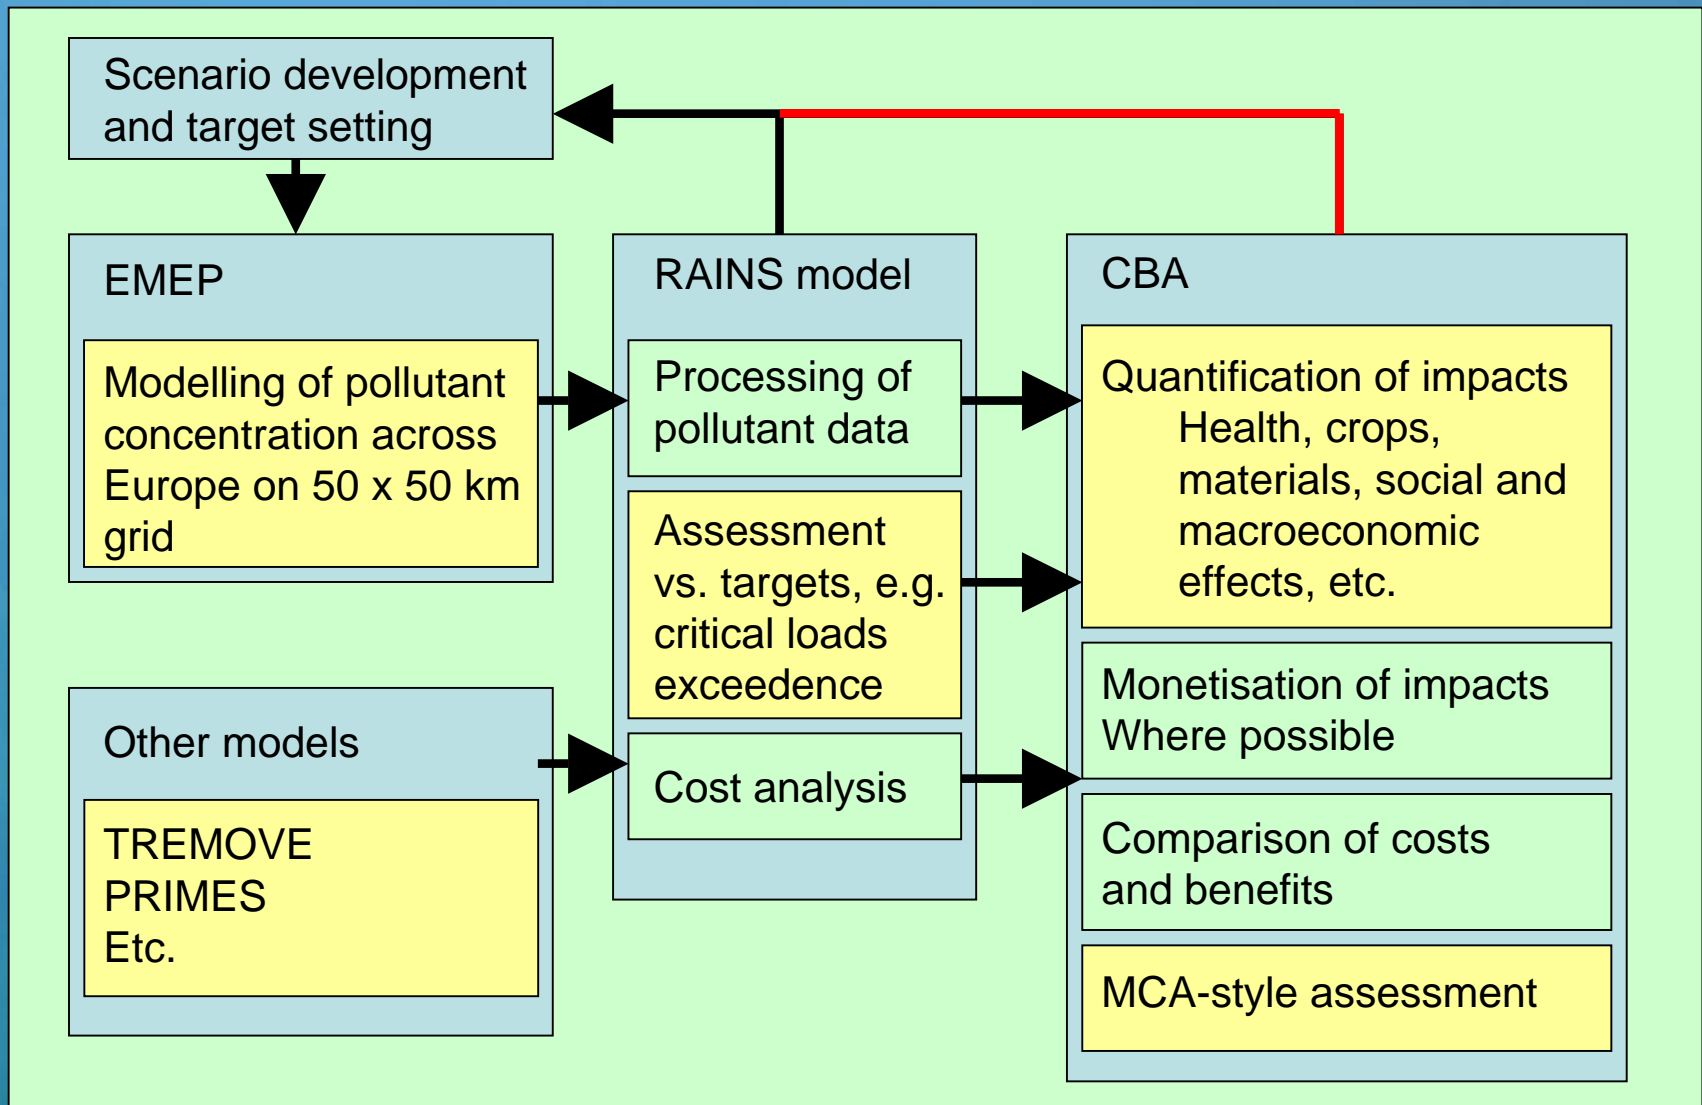 Scenario development
and target setting
EMEP
Modelling of pollutant
concentration across
Europe on 50 x 50 km
grid
Other models
TREMOVE
PRIMES
Etc.
RAINS model
Processing of
pollutant data
Assessment
vs. targets, e.g.
critical loads
exceedence
Cost analysis
CBA
Quantification of impacts
Health, crops,
materials, social and
macroeconomic
effects, etc.
Monetisation of impacts
Where possible
Comparison of costs
and benefits
MCA-style assessment